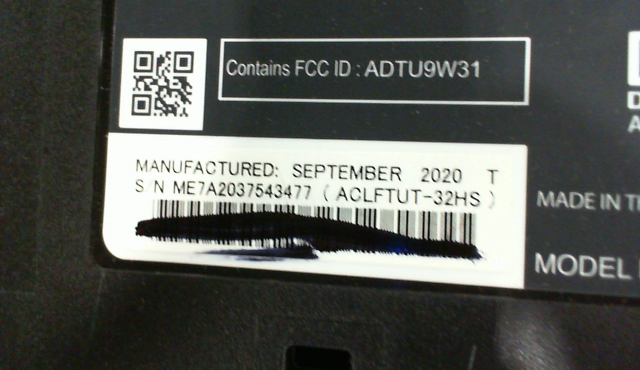 Contains FCC ID : ADTU9W31
MANUFACTURED: SEPTEMBER 2020 T
S/N ME7A2037543477 ( ACLFTUT-32HS )
MADE IN
MODEL